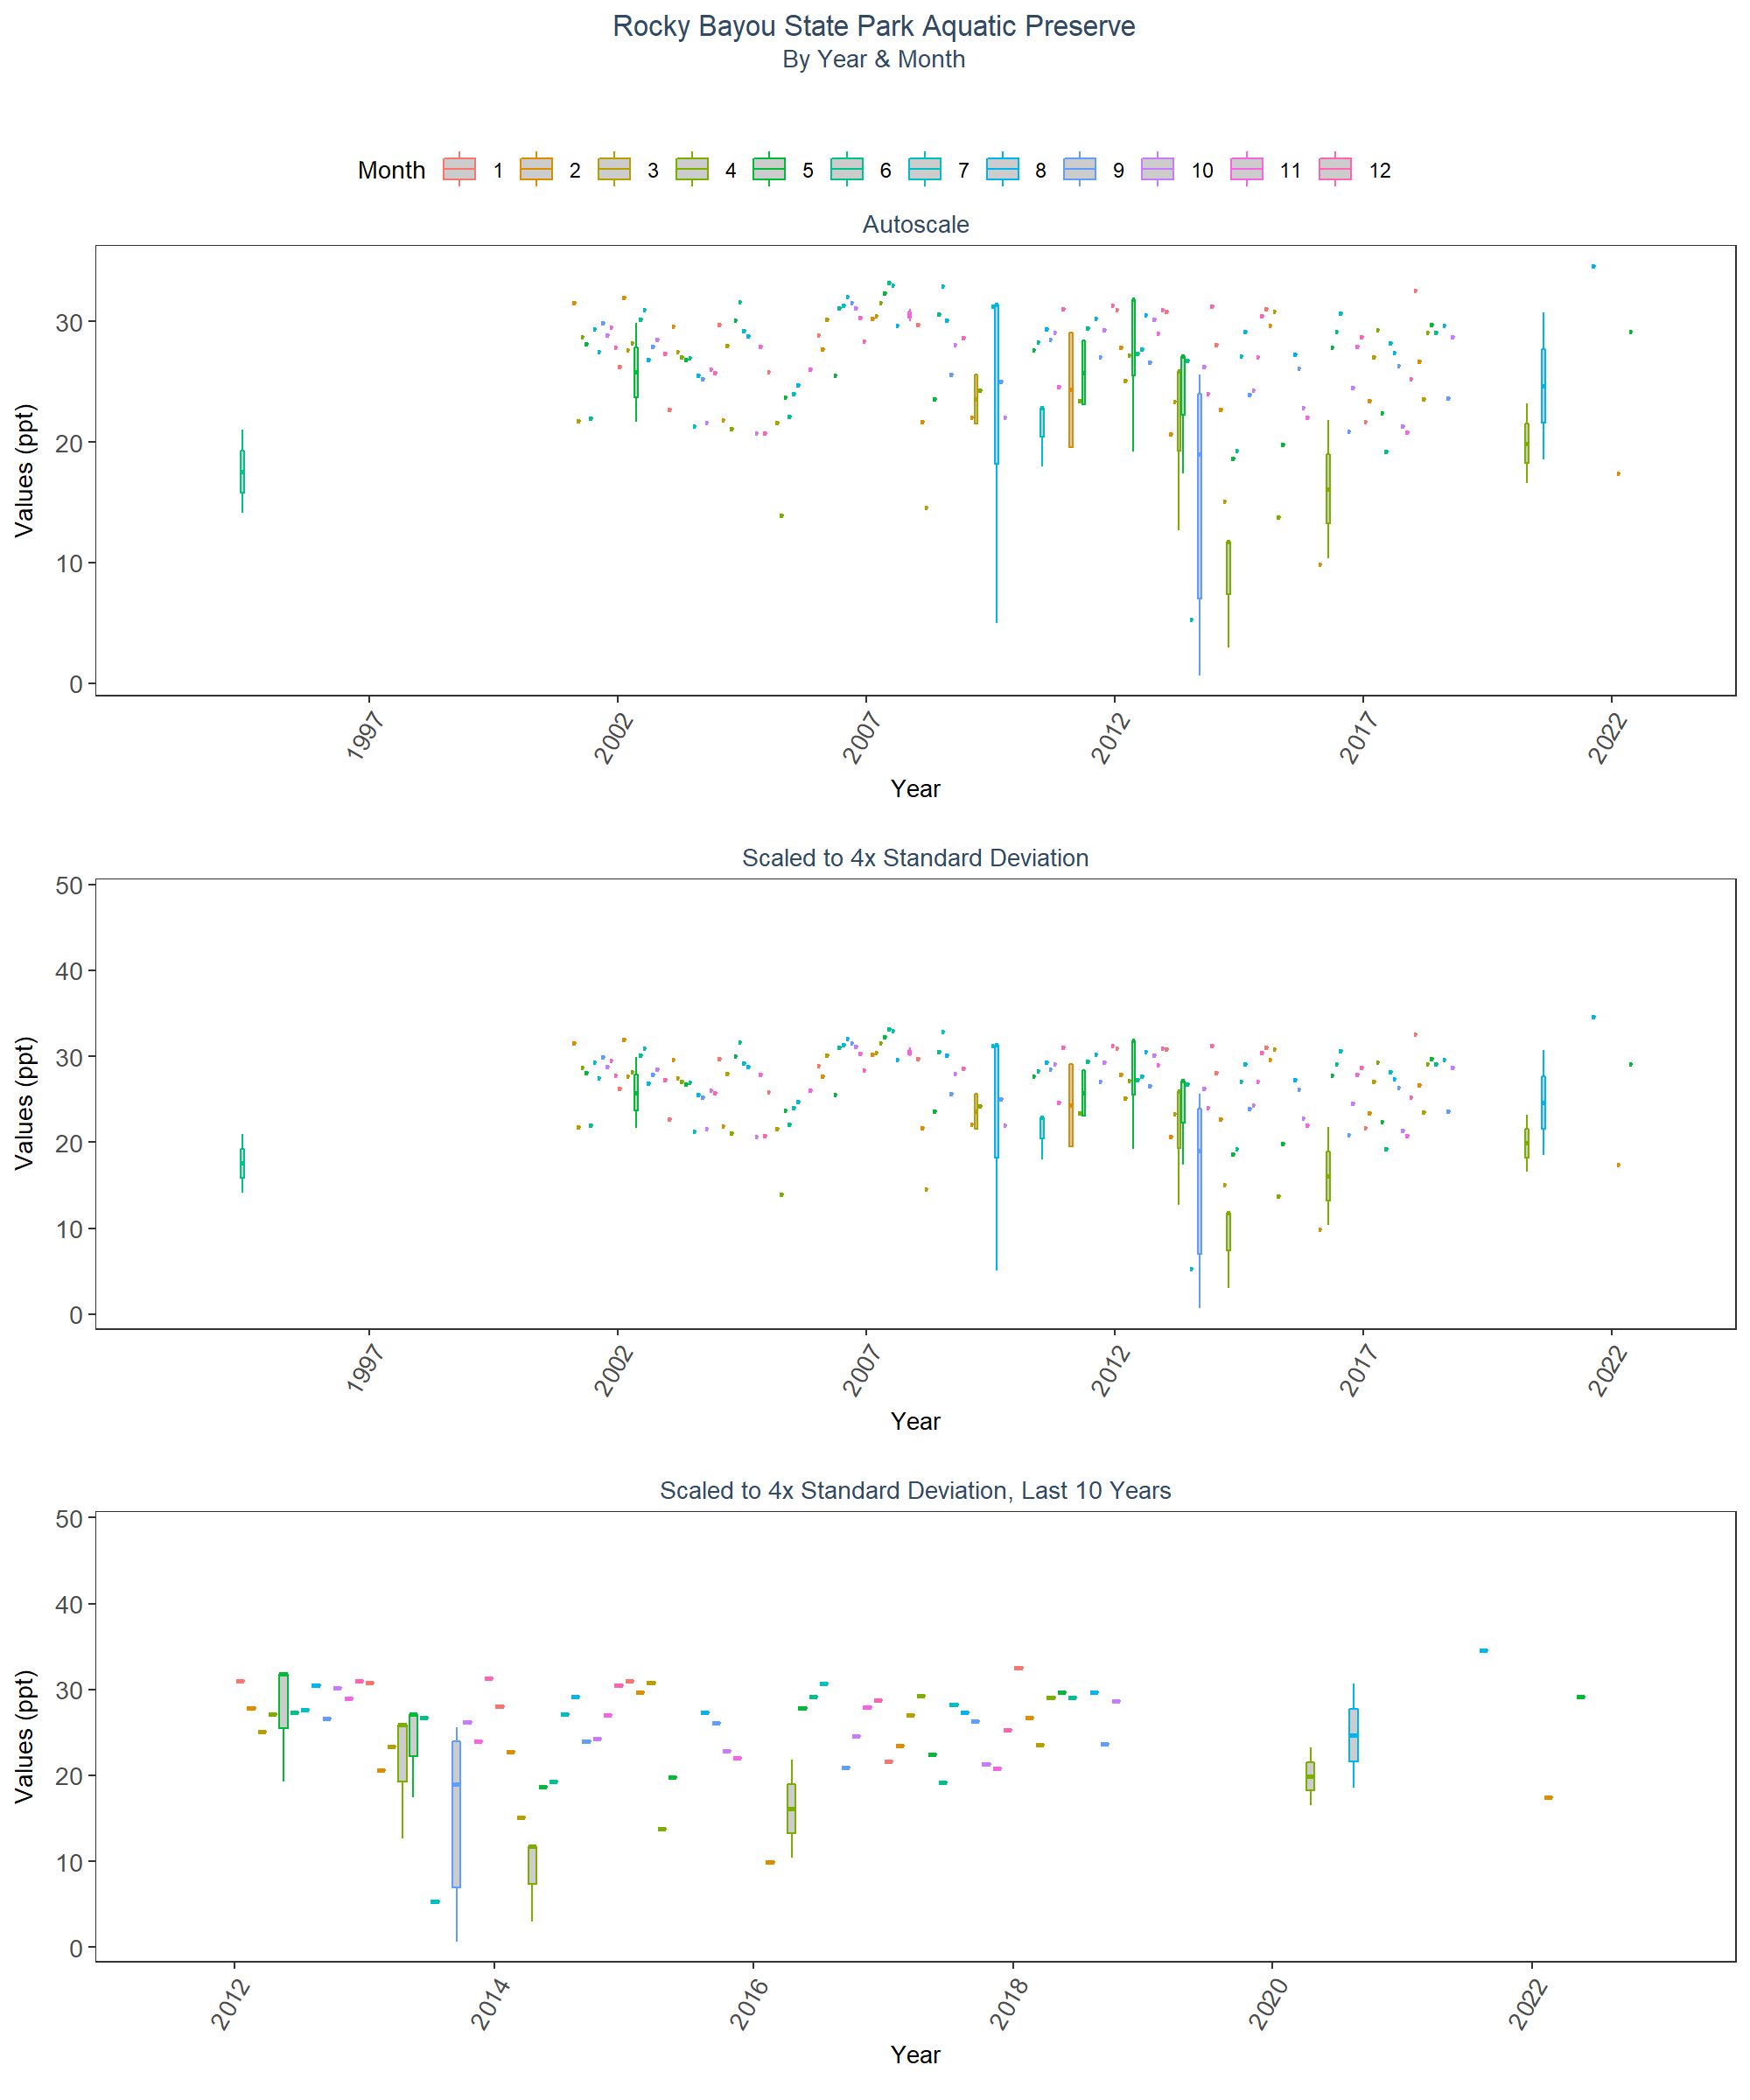 Rocky Bayou State Park Aquatic Preserve
By Year & Month
Month 1 2 3 4 5 6 7 8 9 10 11 12
Autoscale
Values (ppt)
30
20
10
0
1997 2002 2007 2012 2017 2022
Year
Scaled to 4x Standard Deviation
Values (ppt)
50
40
30
20
10
0
1997 2002 2007 2012 2017 2022
Year
Scaled to 4x Standard Deviation, Last 10 Years
Values (ppt)
50
40
30
20
10
0
2012 2014 2016 2018 2020 2022
Year